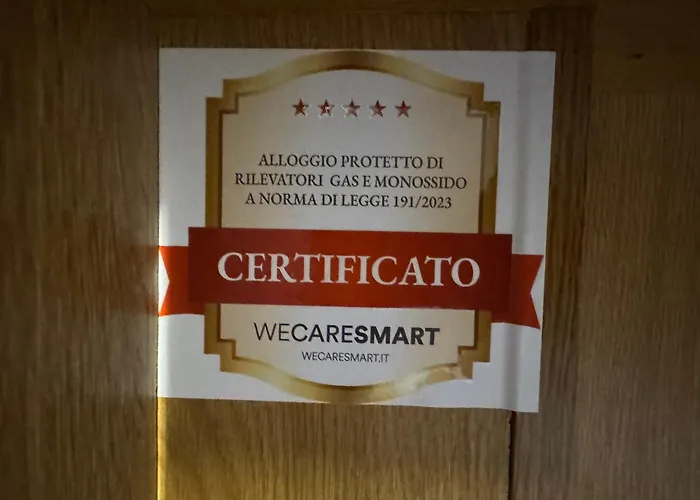 ALLOGGIO PROTETTO DI
RILEVATORI GAS E MONOSSIDO
A NORMA DI LEGGE 191/2023
CERTIFICATO
WECARESMART
WECARESMART.IT